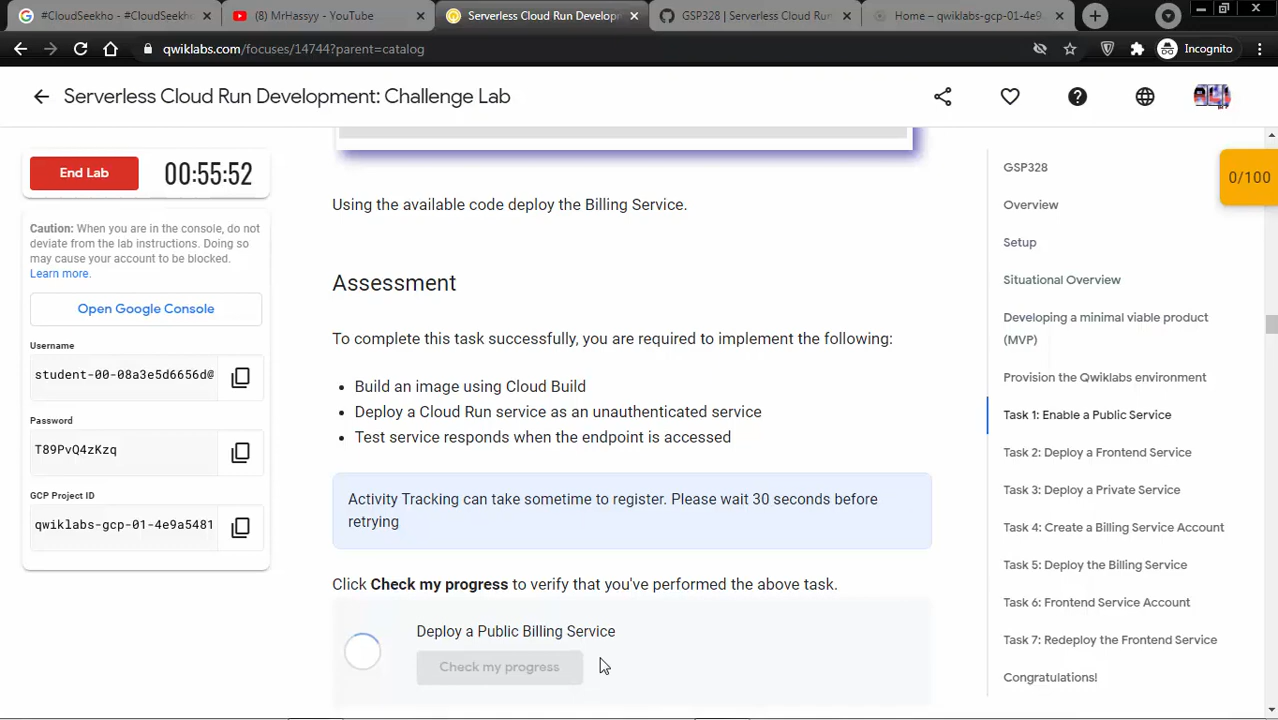 #CloudSeekho - #CloudSeekh
(8) MrHassyy - YouTube
Serverless Cloud Run Develop
GSP328 | Serverless Cloud Run
Home – qwiklabs-gcp-01-4e9
qwiklabs.com/focuses/14744?parent=catalog
Incognito
Serverless Cloud Run Development: Challenge Lab
End Lab
00:55:52
Caution: When you are in the console, do not
deviate from the lab instructions. Doing so
may cause your account to be blocked.
Learn more.
Open Google Console
Username
student-00-08a3e5d6656d@
Password
T89PvQ4zKzq
GCP Project ID
qwiklabs-gcp-01-4e9a5481
Using the available code deploy the Billing Service.
Assessment
To complete this task successfully, you are required to implement the following:
• Build an image using Cloud Build
• Deploy a Cloud Run service as an unauthenticated service
• Test service responds when the endpoint is accessed
Activity Tracking can take sometime to register. Please wait 30 seconds before
retrying
Click Check my progress to verify that you've performed the above task.
Deploy a Public Billing Service
Check my progress
GSP328
Overview
Setup
Situational Overview
Developing a minimal viable product
(MVP)
Provision the Qwiklabs environment
Task 1: Enable a Public Service
Task 2: Deploy a Frontend Service
Task 3: Deploy a Private Service
Task 4: Create a Billing Service Account
Task 5: Deploy the Billing Service
Task 6: Frontend Service Account
Task 7: Redeploy the Frontend Service
Congratulations!
0/100